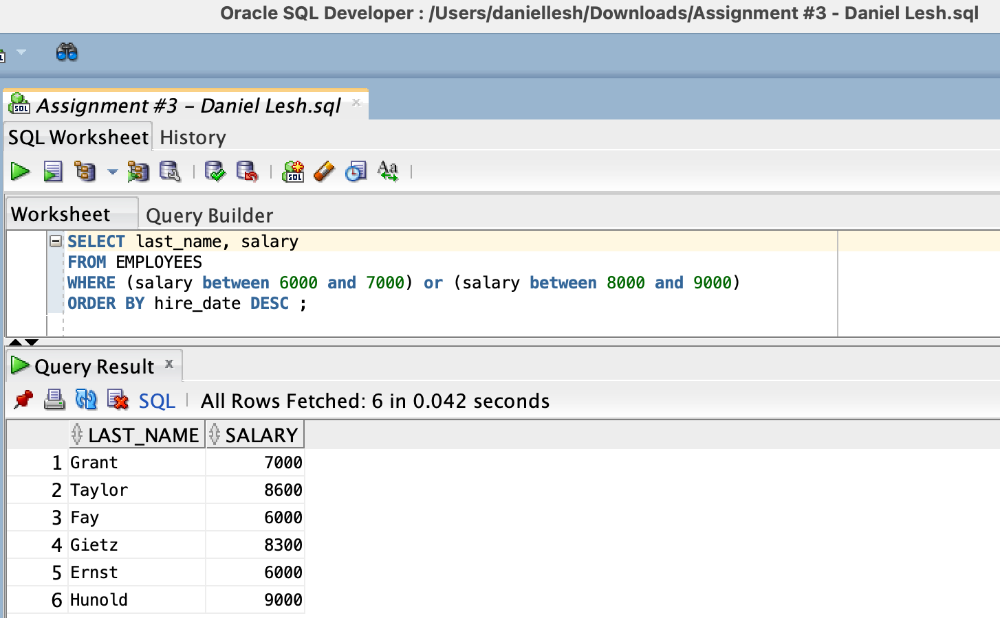 Oracle SQL Developer : /Users/daniellesh/Downloads/Assignment #3 - Daniel Lesh.sql
Assignment #3 - Daniel Lesh.sql
SQL Worksheet History
Worksheet Query Builder
SELECT last_name, salary
FROM EMPLOYEES
WHERE (salary between 6000 and 7000) or (salary between 8000 and 9000)
ORDER BY hire_date DESC ;
Query Result
SQL All Rows Fetched: 6 in 0.042 seconds
LAST_NAME SALARY
1 Grant 7000
2 Taylor 8600
3 Fay 6000
4 Gietz 8300
5 Ernst 6000
6 Hunold 9000